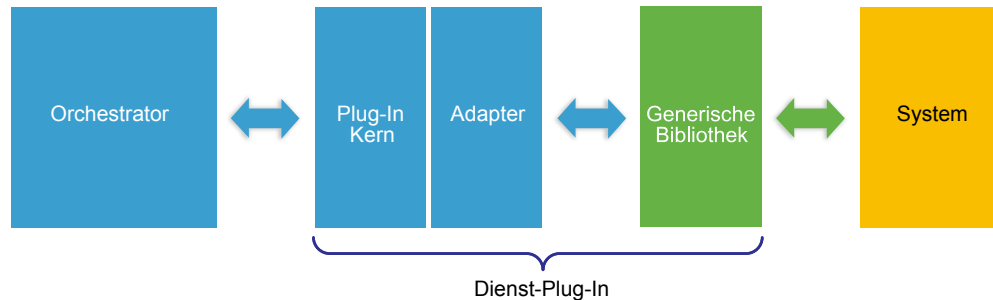 Orchestrator
Plug-In
Kern
Adapter
Generische
Bibliothek
System
Dienst-Plug-In